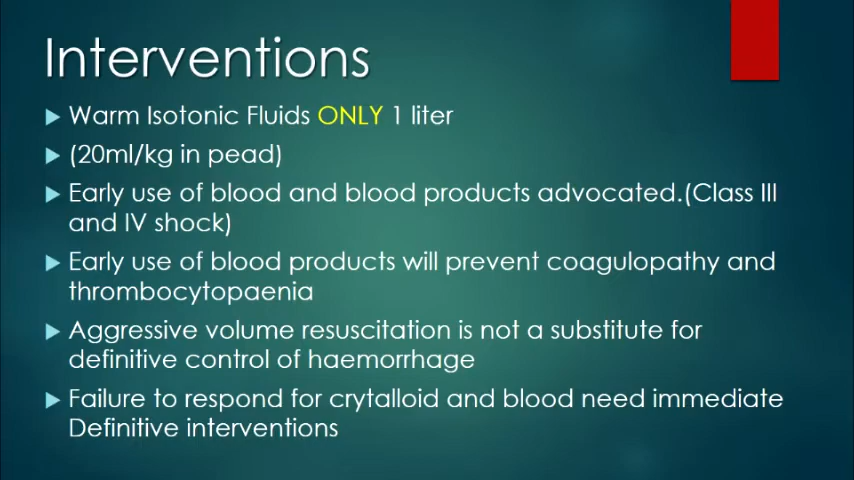 Interventions
Warm Isotonic Fluids ONLY 1 liter
(20ml/kg in pead)
Early use of blood and blood products advocated.(Class III
and IV shock)
Early use of blood products will prevent coagulopathy and
thrombocytopaenia
Aggressive volume resuscitation is not a substitute for
definitive control of haemorrhage
Failure to respond for crytalloid and blood need immediate
Definitive interventions